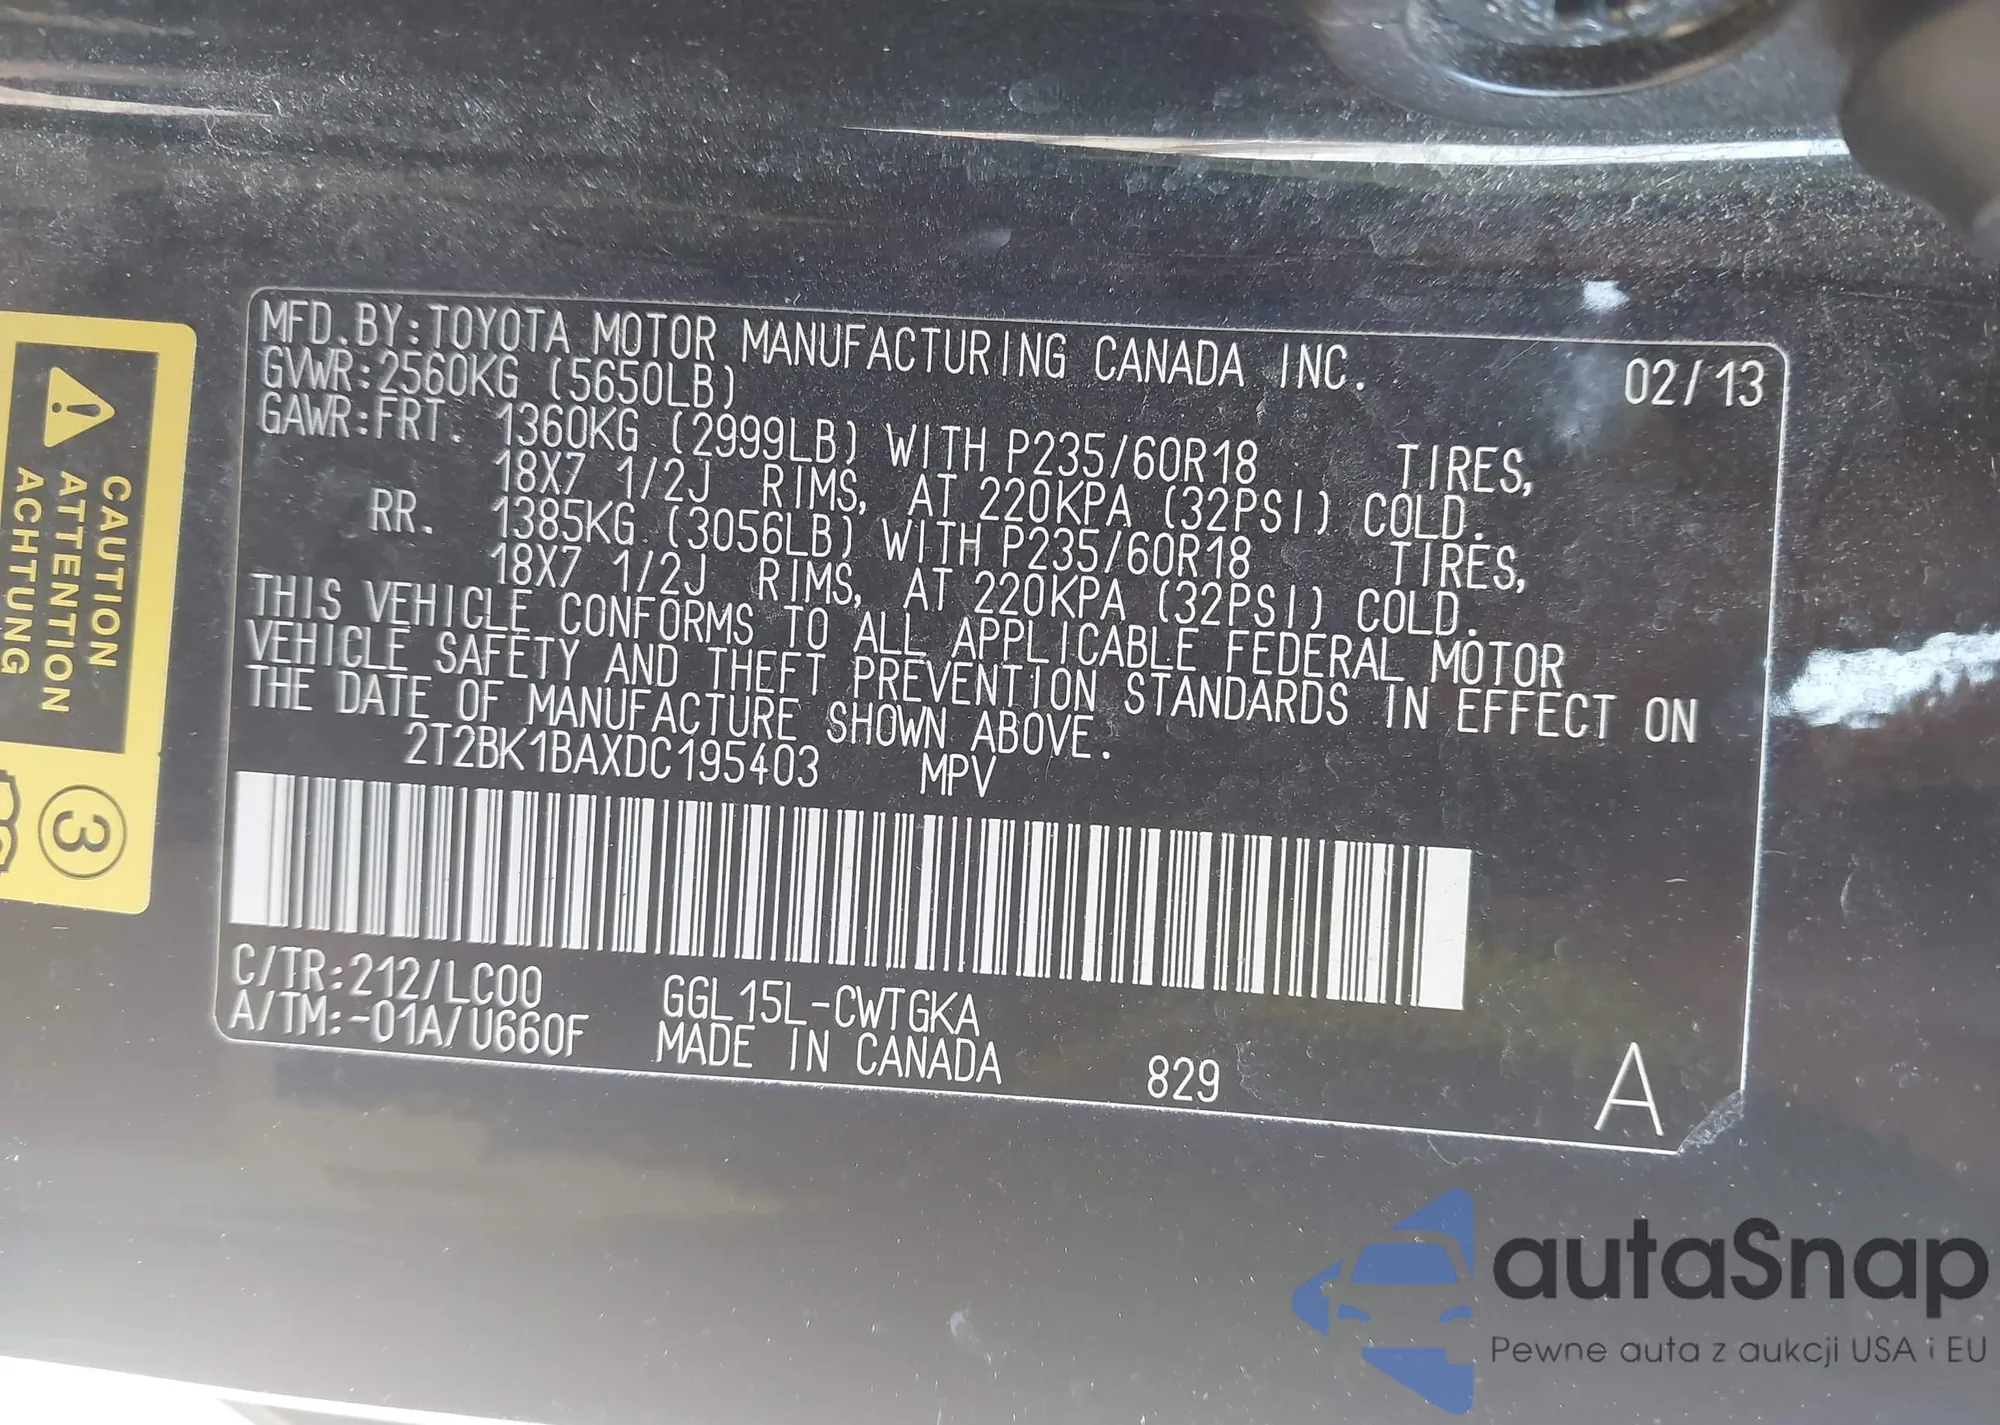 MFD.BY:TOYOTA MOTOR MANUFACTURING CANADA INC. 02/13
GVWR:2560KG (5650LB)
GAWR:FRT. 1360KG (2999LB) WITH P235/60R18 TIRES,
18X7 1/2J RIMS, AT 220KPA (32PSI) COLD.
RR. 1385KG (3056LB) WITH P235/60R18 TIRES,
18X7 1/2J RIMS, AT 220KPA (32PSI) COLD.
THIS VEHICLE CONFORMS TO ALL APPLICABLE FEDERAL MOTOR
VEHICLE SAFETY AND THEFT PREVENTION STANDARDS IN EFFECT ON
THE DATE OF MANUFACTURE SHOWN ABOVE.
2T2BK1BAXDC195403 MPV
C/TR:212/LC00 GGL15L-CWTGKA
A/TM:-01A/U660F MADE IN CANADA 829 A
CAUTION
ATTENTION
ACHTUNG
3
autaSnap
Pewne auta z aukcji USA i EU